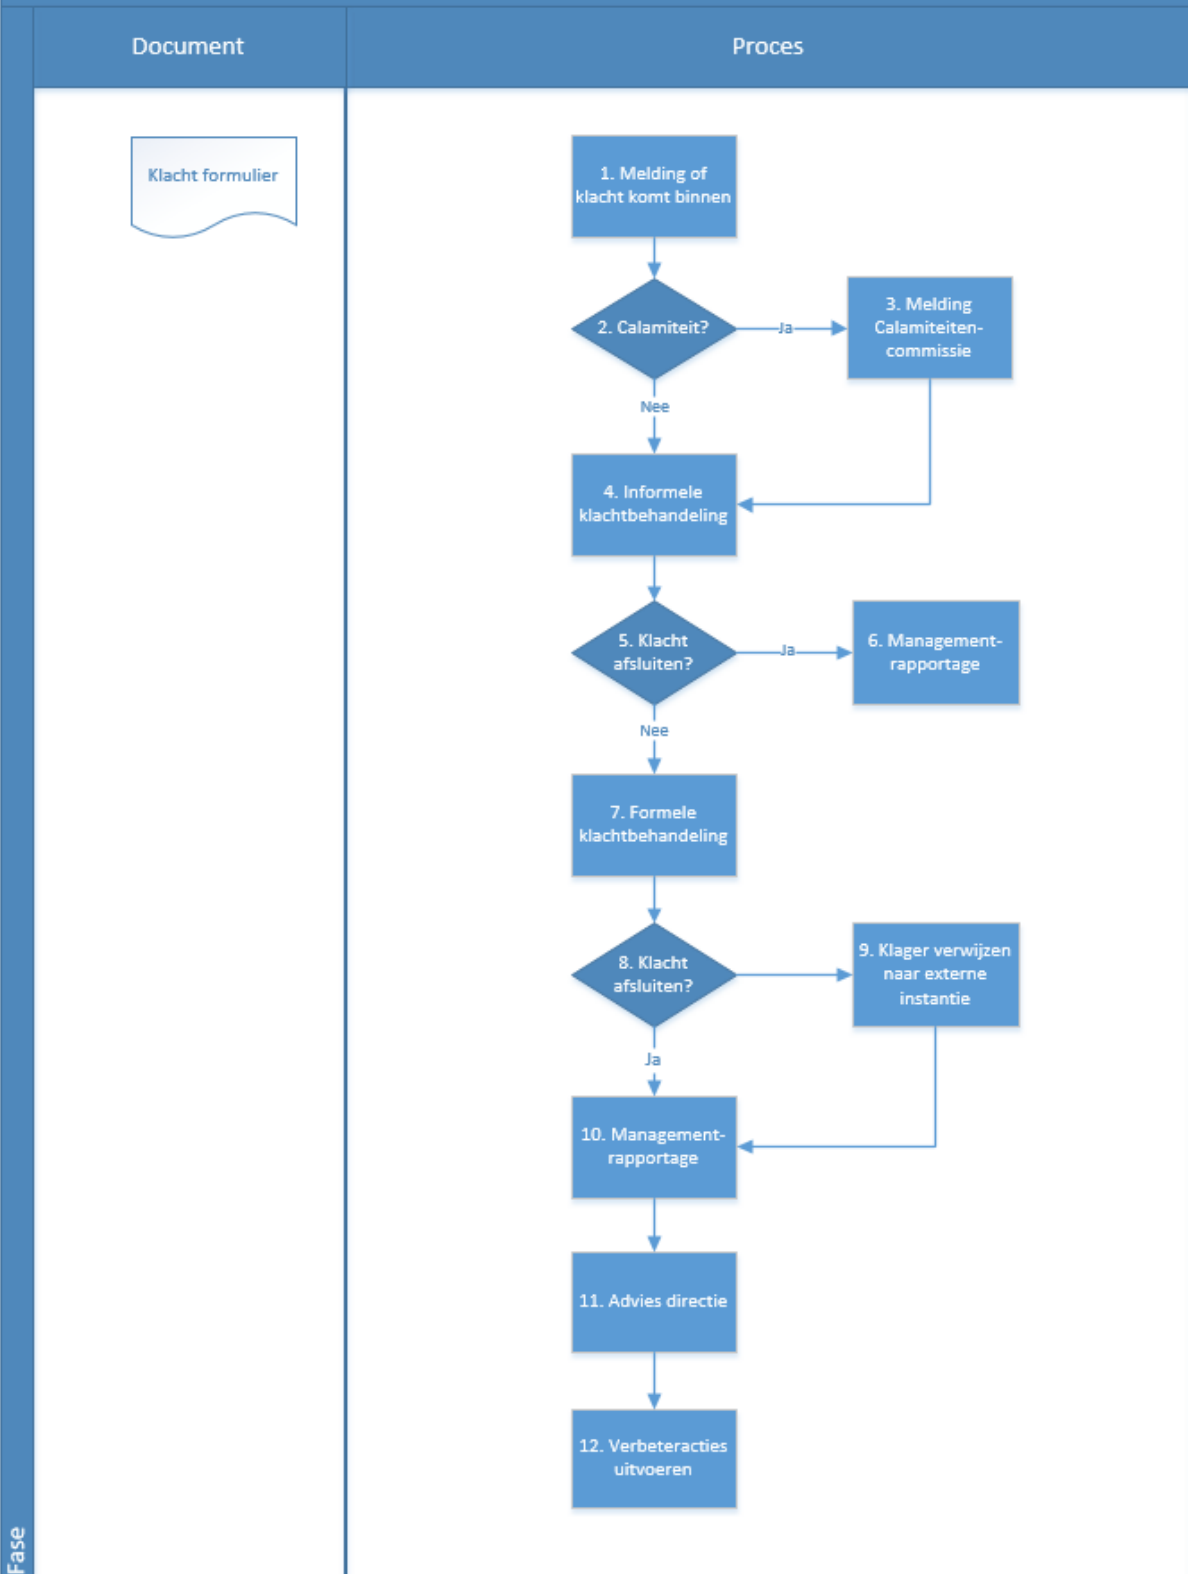 Document
Proces
Klacht formulier
1. Melding of
klacht komt binnen
2. Calamiteit?
Ja
3. Melding
Calamiteiten-
commissie
Nee
4. Informele
klachtbehandeling
5. Klacht
afsluiten?
Ja
6. Management-
rapportage
Nee
7. Formele
klachtbehandeling
8. Klacht
afsluiten?
9. Klager verwijzen
naar externe
instantie
Ja
10. Management-
rapportage
11. Advies directie
12. Verbeteracties
uitvoeren
Fase